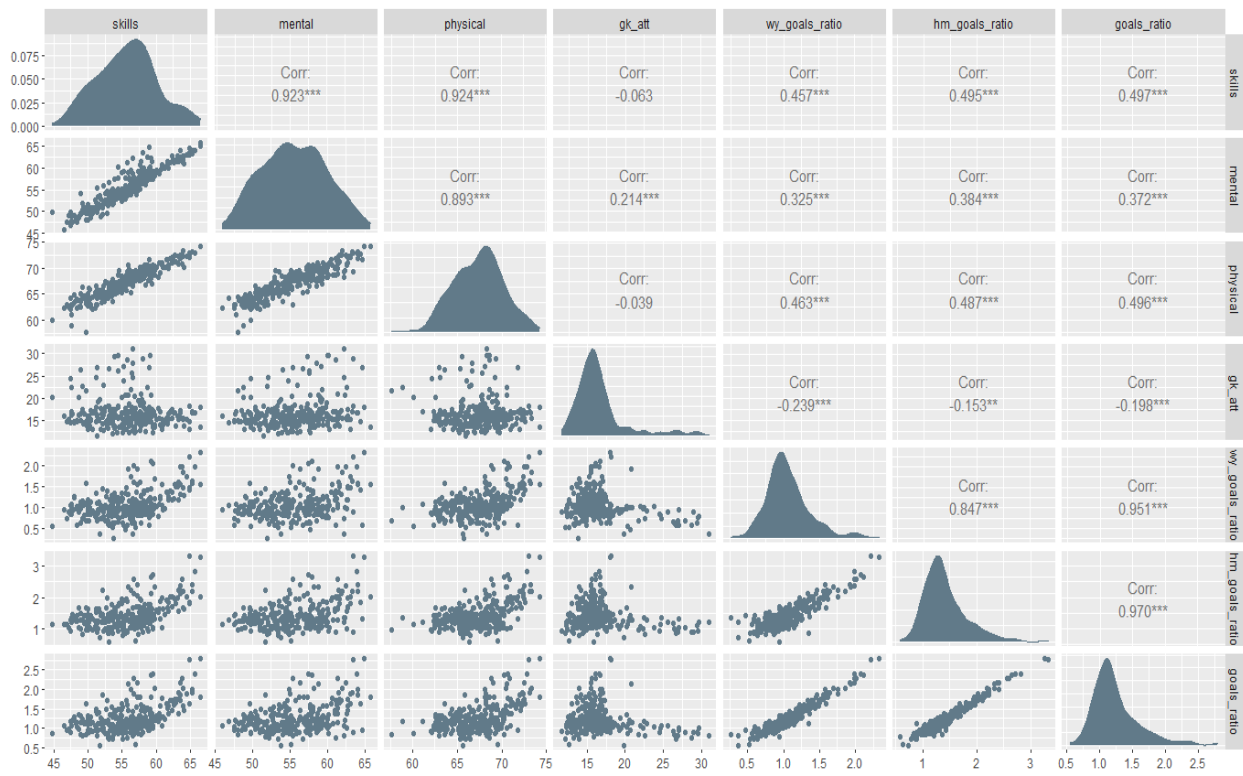 skills mental physical gk_att wy_goals_ratio hm_goals_ratio goals_ratio
0.075
0.050
0.025
0.000
Corr:
0.923***
Corr:
0.924***
Corr:
-0.063
Corr:
0.457***
Corr:
0.495***
Corr:
0.497***
skills
65
60
55
50
45
Corr:
0.893***
Corr:
0.214***
Corr:
0.325***
Corr:
0.384***
Corr:
0.372***
mental
75
70
65
60
Corr:
-0.039
Corr:
0.463***
Corr:
0.487***
Corr:
0.496***
physical
30
25
20
15
Corr:
-0.239***
Corr:
-0.153**
Corr:
-0.198***
gk_att
2.0
1.5
1.0
0.5
Corr:
0.847***
Corr:
0.951***
wy_goals_ratio
3
2
1
Corr:
0.970***
hm_goals_ratio
2.5
2.0
1.5
1.0
0.5
goals_ratio
45 50 55 60 65
45 50 55 60 65
60 65 70 75
15 20 25 30
0.5 1.0 1.5 2.0
1 2 3
0.5 1.0 1.5 2.0 2.5